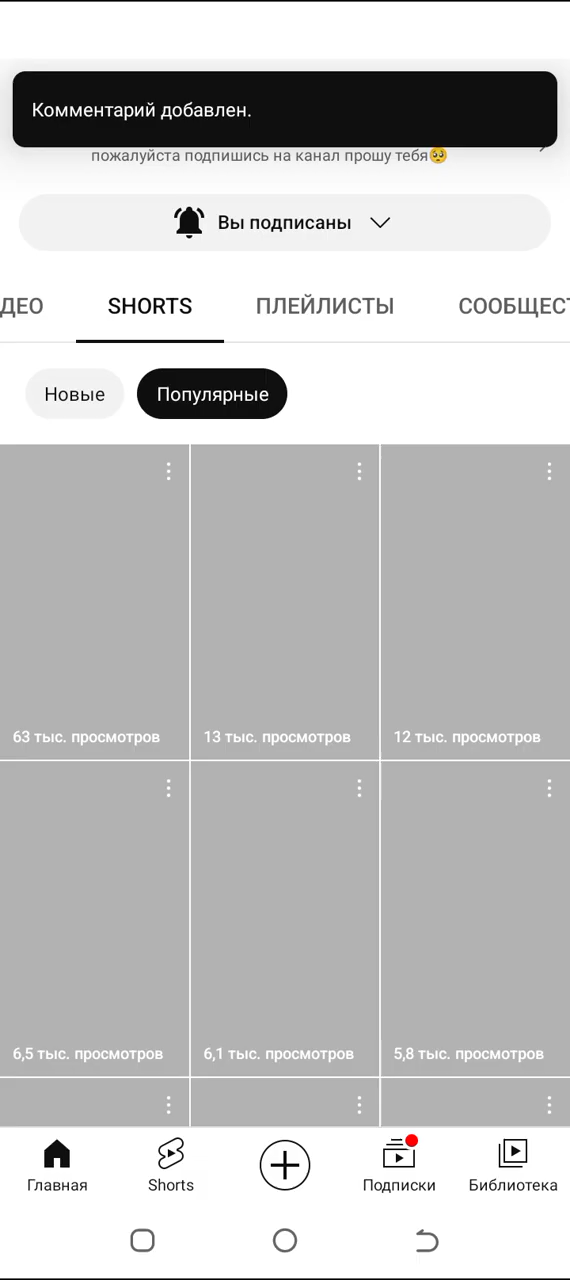 Комментарий добавлен.
пожалуйста подпишись на канал прошу тебя🥺
Вы подписаны
ДЕО SHORTS ПЛЕЙЛИСТЫ СООБЩЕСТ
Новые Популярные
63 тыс. просмотров 13 тыс. просмотров 12 тыс. просмотров
6,5 тыс. просмотров 6,1 тыс. просмотров 5,8 тыс. просмотров
Главная Shorts Подписки Библиотека